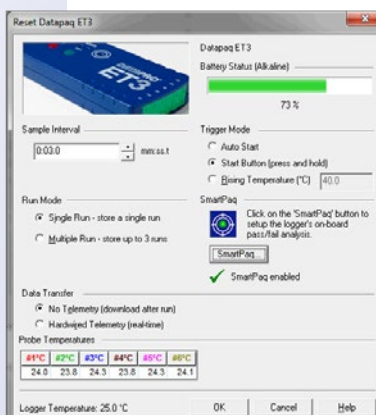 Reset Datapaq ET3
DATAPAQ
ET3
Datapaq ET3
Battery Status (Alkaline)
73 %
Sample Interval
0:03.0 mm:ss.t
Trigger Mode
Auto Start
Start Button (press and hold)
Rising Temperature (°C) 40.0
Run Mode
Single Run - store a single run
Multiple Run - store up to 3 runs
SmartPaq
Click on the 'SmartPaq' button to
setup the logger's on-board
pass/fail analysis.
SmartPaq...
SmartPaq enabled
Data Transfer
No Telemetry (download after run)
Hardwired Telemetry (real-time)
Probe Temperatures
#1°C #2°C #3°C #4°C #5°C #6°C
24.0 23.8 24.3 23.8 24.3 24.1
Logger Temperature: 25.0 °C
OK Cancel Help